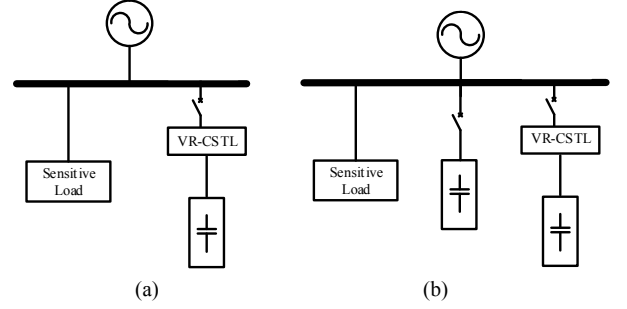 VR-CSTL
Sensitive
Load
(a)
VR-CSTL
Sensitive
Load
(b)